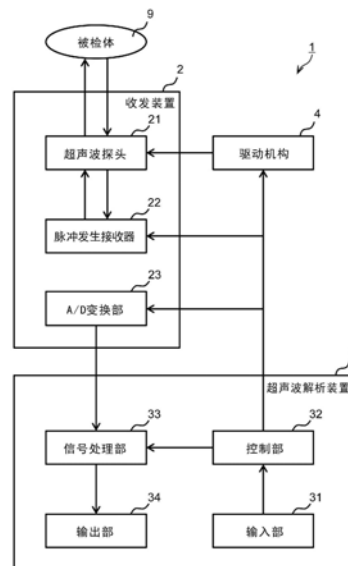 9
被检体
1
2
收发装置
21
超声波探头
4
驱动机构
22
脉冲发生接收器
23
A/D变换部
超声波解析装置
33
信号处理部
32
控制部
34
输出部
31
输入部